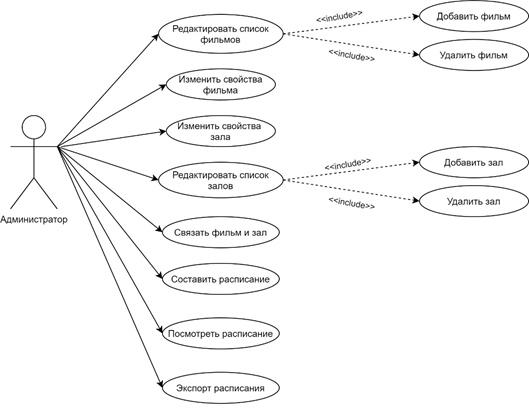 Редактировать список
фильмов
<<include>>
Добавить фильм
<<include>>
Удалить фильм
Изменить свойства
фильма
Изменить свойства
зала
Редактировать список
залов
<<include>>
Добавить зал
<<include>>
Удалить зал
Администратор
Связать фильм и зал
Составить расписание
Посмотреть расписание
Экспорт расписания